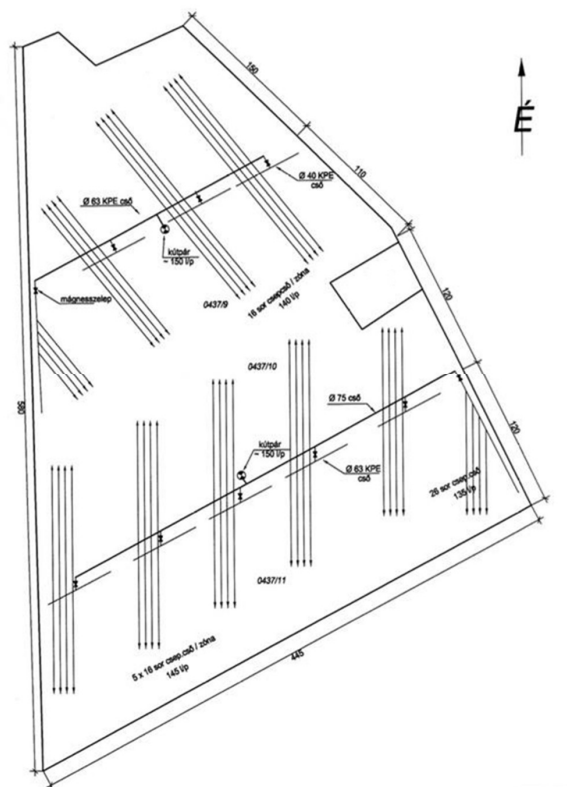 150
É
110
Ø 40 KPE
cső
Ø 63 KPE cső
kútpár
~ 150 l/p
120
mágnesszelep
0437/9
16 sor csepcső / zóna
140 l/p
0437/10
580
Ø 75 cső
120
kútpár
~ 150 l/p
Ø 63 KPE
cső
26 sor csep.cső
135 l/p
0437/11
5 x 16 sor csep.cső / zóna
145 l/p
445